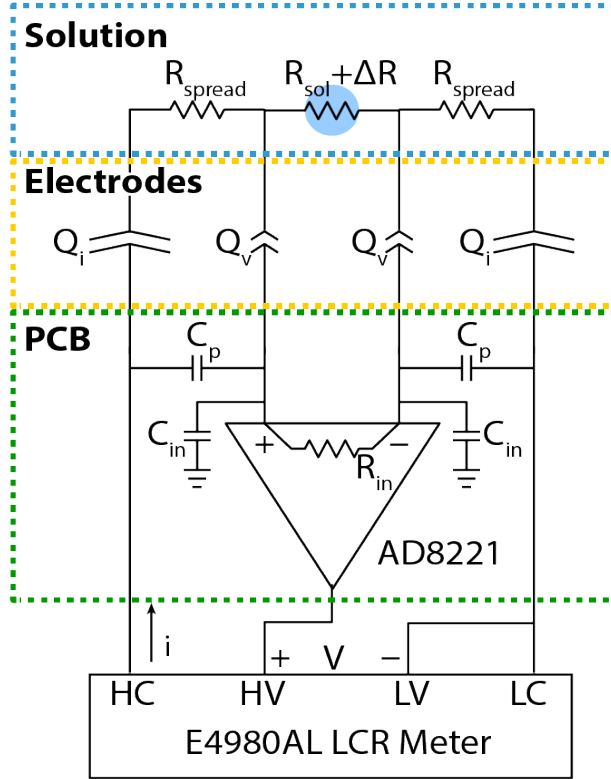 Solution
R_spread R_sol+ΔR R_spread
Electrodes
Q_i Q_v Q_v Q_i
PCB
C_p C_p
C_in + − C_in
R_in
AD8221
i + V −
HC HV LV LC
E4980AL LCR Meter